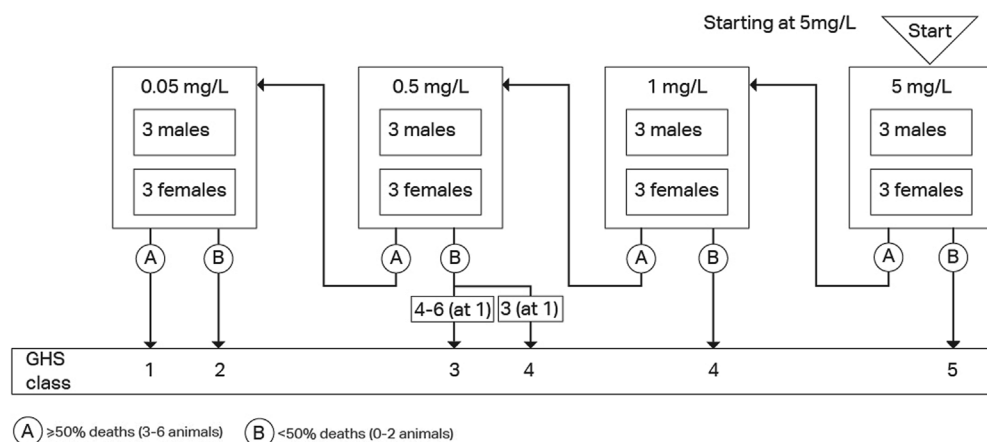 Starting at 5mg/L
Start
0.05 mg/L
3 males
3 females
A
B
0.5 mg/L
3 males
3 females
A
B
1 mg/L
3 males
3 females
A
B
5 mg/L
3 males
3 females
A
B
4-6 (at 1)
3 (at 1)
GHS
class
1 2 3 4 4 5
A ≥50% deaths (3-6 animals) B <50% deaths (0-2 animals)